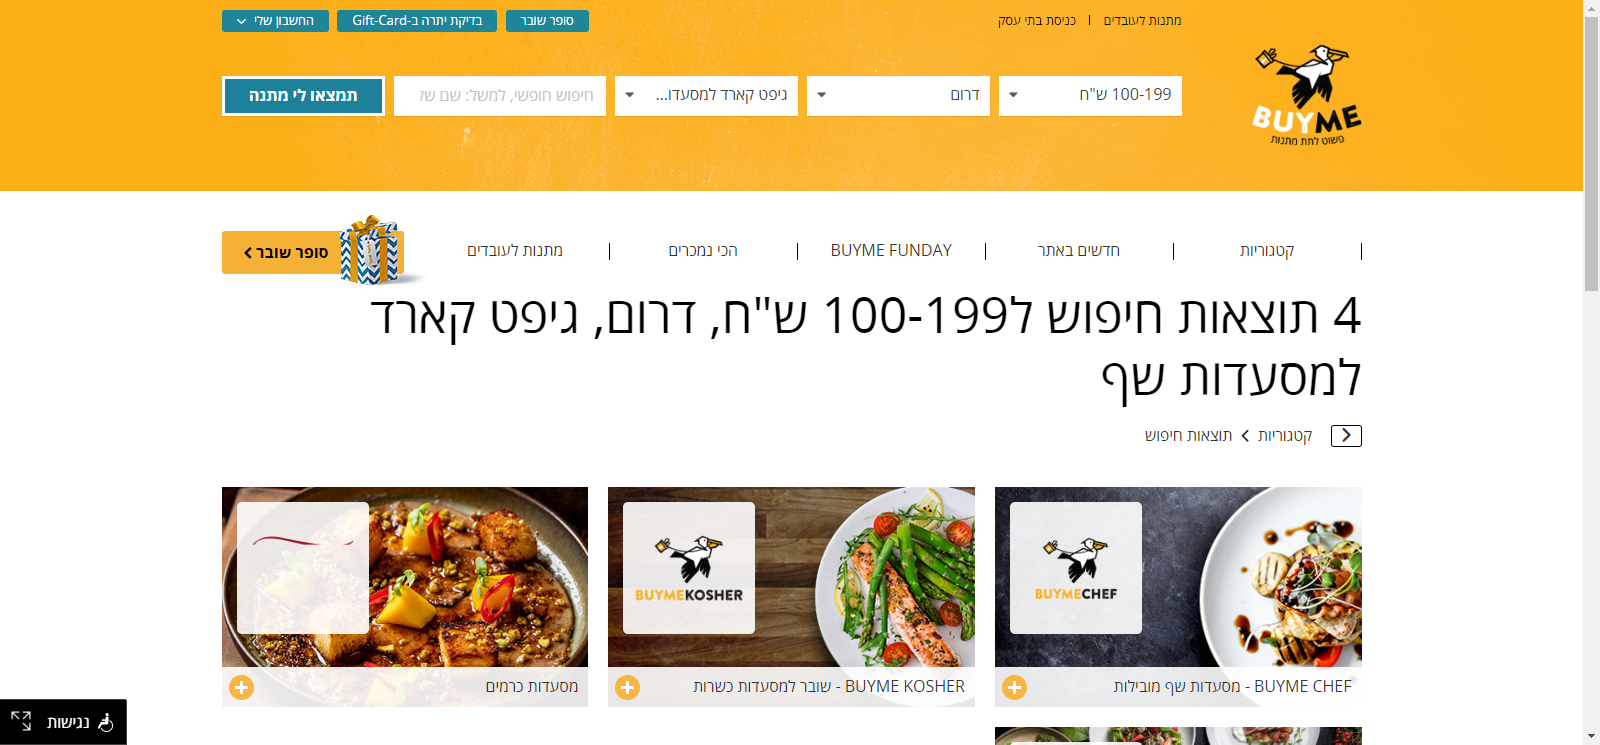 מתנות לעובדים | כניסת בתי עסק
סופר שובר
בדיקת יתרה ב-Gift-Card
החשבון שלי
BUYME
פשוט לתת מתנות
100-199 ש"ח
דרום
גיפט קארד למסעדו...
חיפוש חופשי, למשל: שם של
תמצאו לי מתנה
קטגוריות
חדשים באתר
BUYME FUNDAY
הכי נמכרים
מתנות לעובדים
סופר שובר
4 תוצאות חיפוש ל100-199 ש"ח, דרום, גיפט קארד
למסעדות שף
קטגוריות
תוצאות חיפוש
BUYMECHEF
BUYME CHEF - מסעדות שף מובילות
BUYMEKOSHER
BUYME KOSHER - שובר למסעדות כשרות
מסעדות כרמים
נגישות